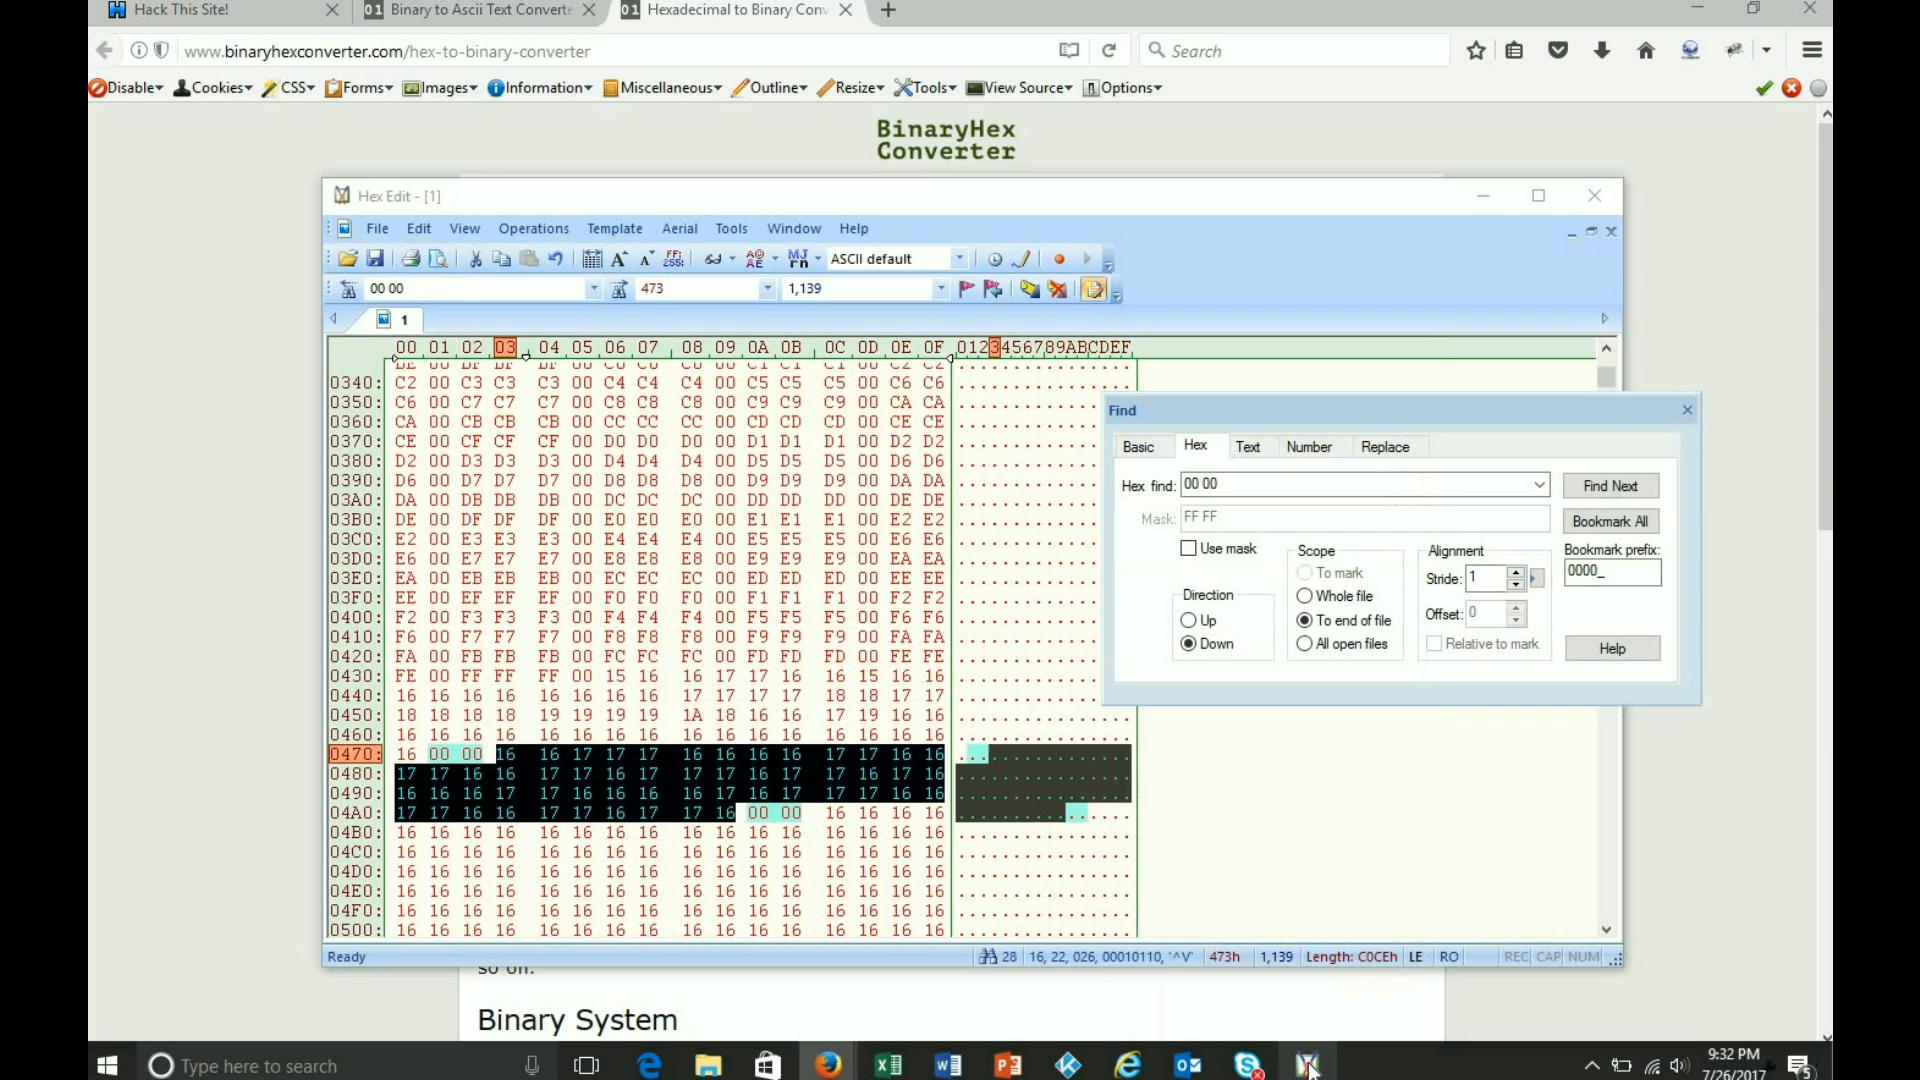 Hack This Site!
Binary to Ascii Text Converte
Hexadecimal to Binary Conv
www.binaryhexconverter.com/hex-to-binary-converter
Search
Disable Cookies CSS Forms Images Information Miscellaneous Outline Resize Tools View Source Options
BinaryHex
Converter
Hex Edit - [1]
File Edit View Operations Template Aerial Tools Window Help
ASCII default
00 00 473 1,139
1
00 01 02 03 04 05 06 07 08 09 0A 0B 0C 0D 0E 0F 0123456789ABCDEF
0340: C2 00 C3 C3 C3 00 C4 C4 C4 00 C5 C5 C5 00 C6 C6 ................
0350: C6 00 C7 C7 C7 00 C8 C8 C8 00 C9 C9 C9 00 CA CA
0360: CA 00 CB CB CB 00 CC CC CC 00 CD CD CD 00 CE CE
0370: CE 00 CF CF CF 00 D0 D0 D0 00 D1 D1 D1 00 D2 D2
0380: D2 00 D3 D3 D3 00 D4 D4 D4 00 D5 D5 D5 00 D6 D6
0390: D6 00 D7 D7 D7 00 D8 D8 D8 00 D9 D9 D9 00 DA DA
03A0: DA 00 DB DB DB 00 DC DC DC 00 DD DD DD 00 DE DE
03B0: DE 00 DF DF DF 00 E0 E0 E0 00 E1 E1 E1 00 E2 E2
03C0: E2 00 E3 E3 E3 00 E4 E4 E4 00 E5 E5 E5 00 E6 E6
03D0: E6 00 E7 E7 E7 00 E8 E8 E8 00 E9 E9 E9 00 EA EA
03E0: EA 00 EB EB EB 00 EC EC EC 00 ED ED ED 00 EE EE
03F0: EE 00 EF EF EF 00 F0 F0 F0 00 F1 F1 F1 00 F2 F2
0400: F2 00 F3 F3 F3 00 F4 F4 F4 00 F5 F5 F5 00 F6 F6
0410: F6 00 F7 F7 F7 00 F8 F8 F8 00 F9 F9 F9 00 FA FA
0420: FA 00 FB FB FB 00 FC FC FC 00 FD FD FD 00 FE FE
0430: FE 00 FF FF FF 00 15 16 16 17 17 16 16 15 16 16
0440: 16 16 16 16 16 16 16 17 17 17 17 17 18 18 17 17
0450: 18 18 18 18 19 19 19 19 1A 18 16 16 17 19 16 16
0460: 16 16 16 16 16 16 16 16 16 16 16 16 16 16 16 16
0470: 16 00 00 16 16 17 17 17 16 16 16 16 17 17 16 16
0480: 17 17 16 16 17 17 16 17 16 17 16 17 17 16 17 16
0490: 16 16 16 17 17 16 16 16 16 17 16 17 17 17 16 16
04A0: 17 17 16 16 17 17 16 17 17 16 00 00 16 16 16 16
04B0: 16 16 16 16 16 16 16 16 16 16 16 16 16 16 16 16
04C0: 16 16 16 16 16 16 16 16 16 16 16 16 16 16 16 16
04D0: 16 16 16 16 16 16 16 16 16 16 16 16 16 16 16 16
04E0: 16 16 16 16 16 16 16 16 16 16 16 16 16 16 16 16
04F0: 16 16 16 16 16 16 16 16 16 16 16 16 16 16 16 16
0500: 16 16 16 16 16 16 16 16 16 16 16 16 16 16 16 16
Find
Basic Hex Text Number Replace
Hex find: 00 00 Find Next
Mask: FF FF Bookmark All
Use mask Scope Alignment Bookmark prefix:
To mark Stride: 1 0000_
Direction Whole file
Up To end of file Offset: 0
Down All open files Relative to mark Help
Ready 28 16, 22, 026, 00010110, '^V' 473h 1,139 Length: C0CEh LE RO REC CAP NUM
so on.
Binary System
Type here to search
9:32 PM
7/26/2017
5